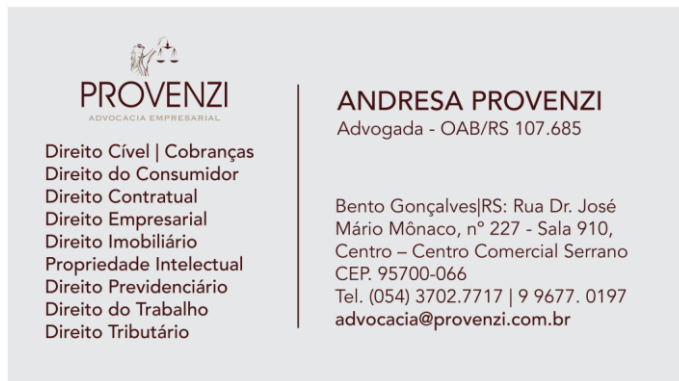 PROVENZI
ADVOCACIA EMPRESARIAL
Direito Cível | Cobranças
Direito do Consumidor
Direito Contratual
Direito Empresarial
Direito Imobiliário
Propriedade Intelectual
Direito Previdenciário
Direito do Trabalho
Direito Tributário
ANDRESA PROVENZI
Advogada - OAB/RS 107.685
Bento Gonçalves|RS: Rua Dr. José
Mário Mônaco, nº 227 - Sala 910,
Centro – Centro Comercial Serrano
CEP. 95700-066
Tel. (054) 3702.7717 | 9 9677. 0197
advocacia@provenzi.com.br